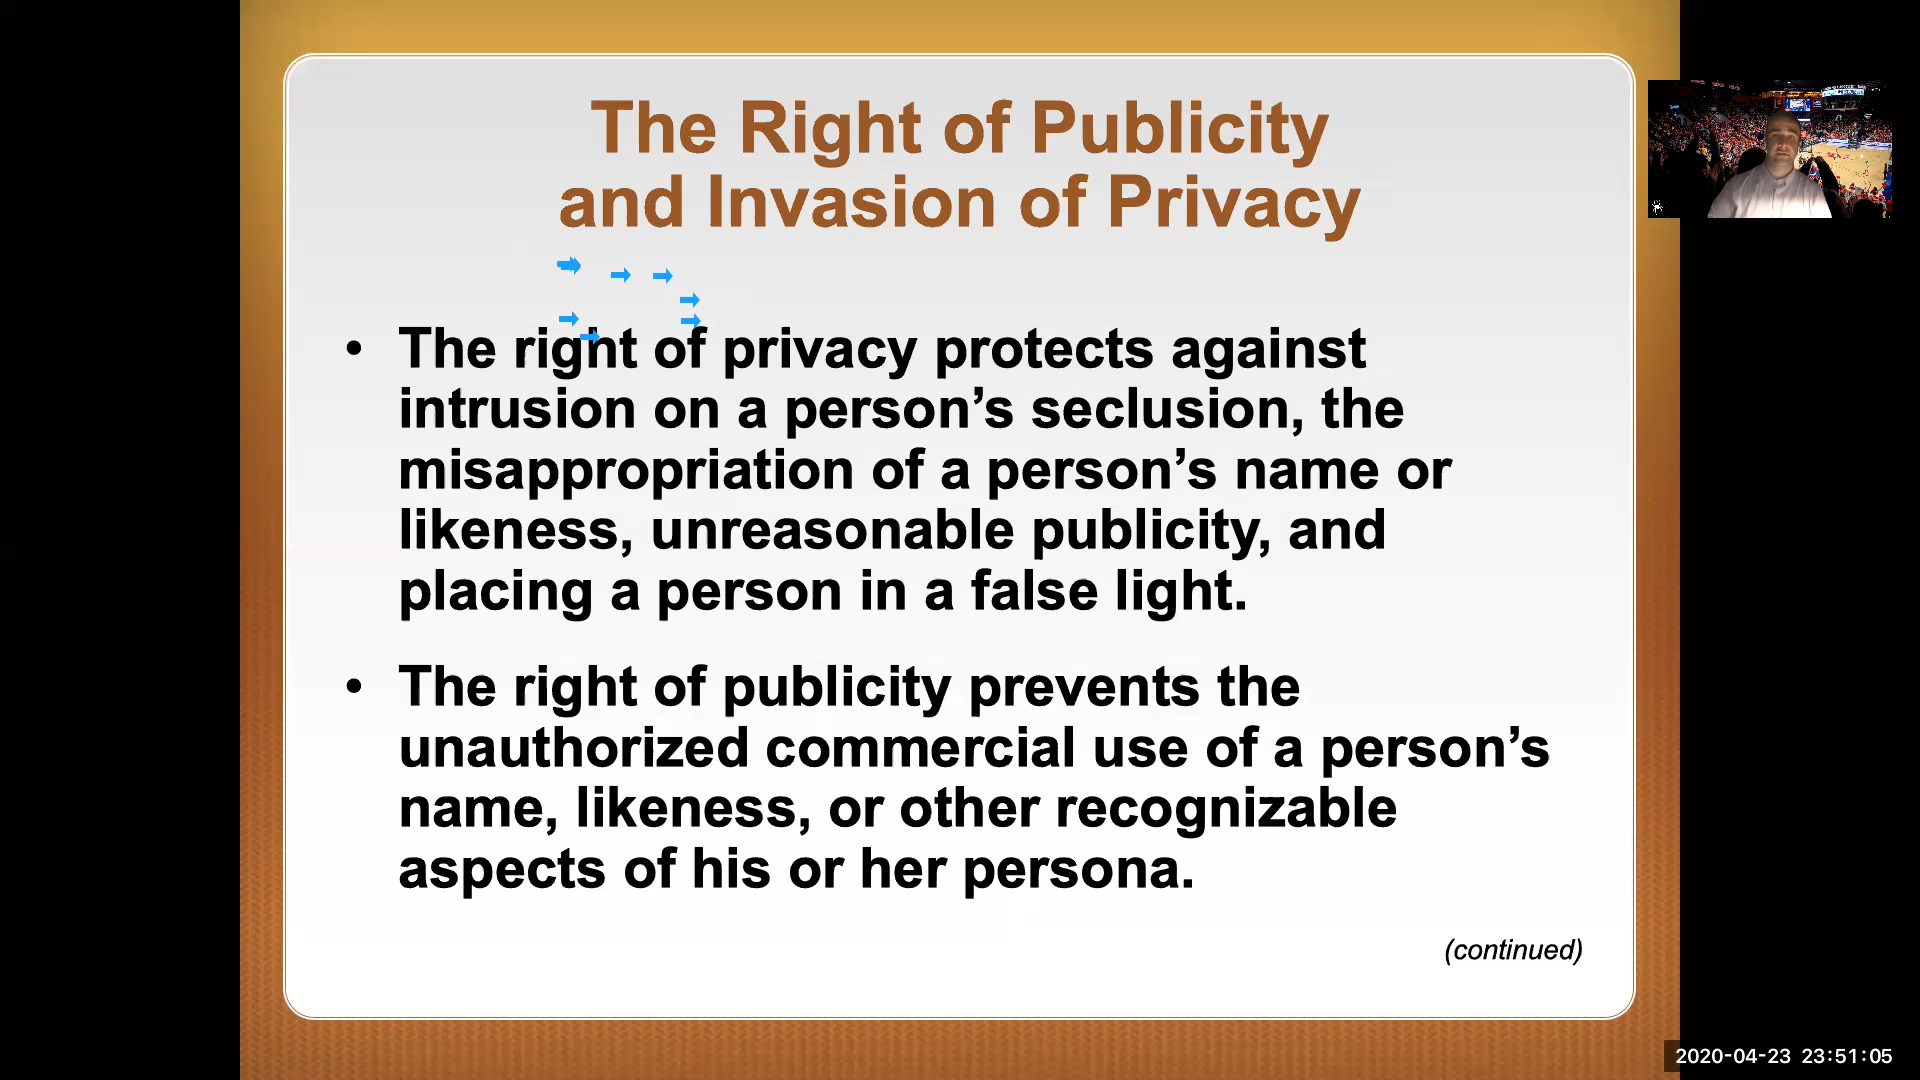 The Right of Publicity
and Invasion of Privacy
• The right of privacy protects against
intrusion on a person’s seclusion, the
misappropriation of a person’s name or
likeness, unreasonable publicity, and
placing a person in a false light.
• The right of publicity prevents the
unauthorized commercial use of a person’s
name, likeness, or other recognizable
aspects of his or her persona.
(continued)
2020-04-23 23:51:05